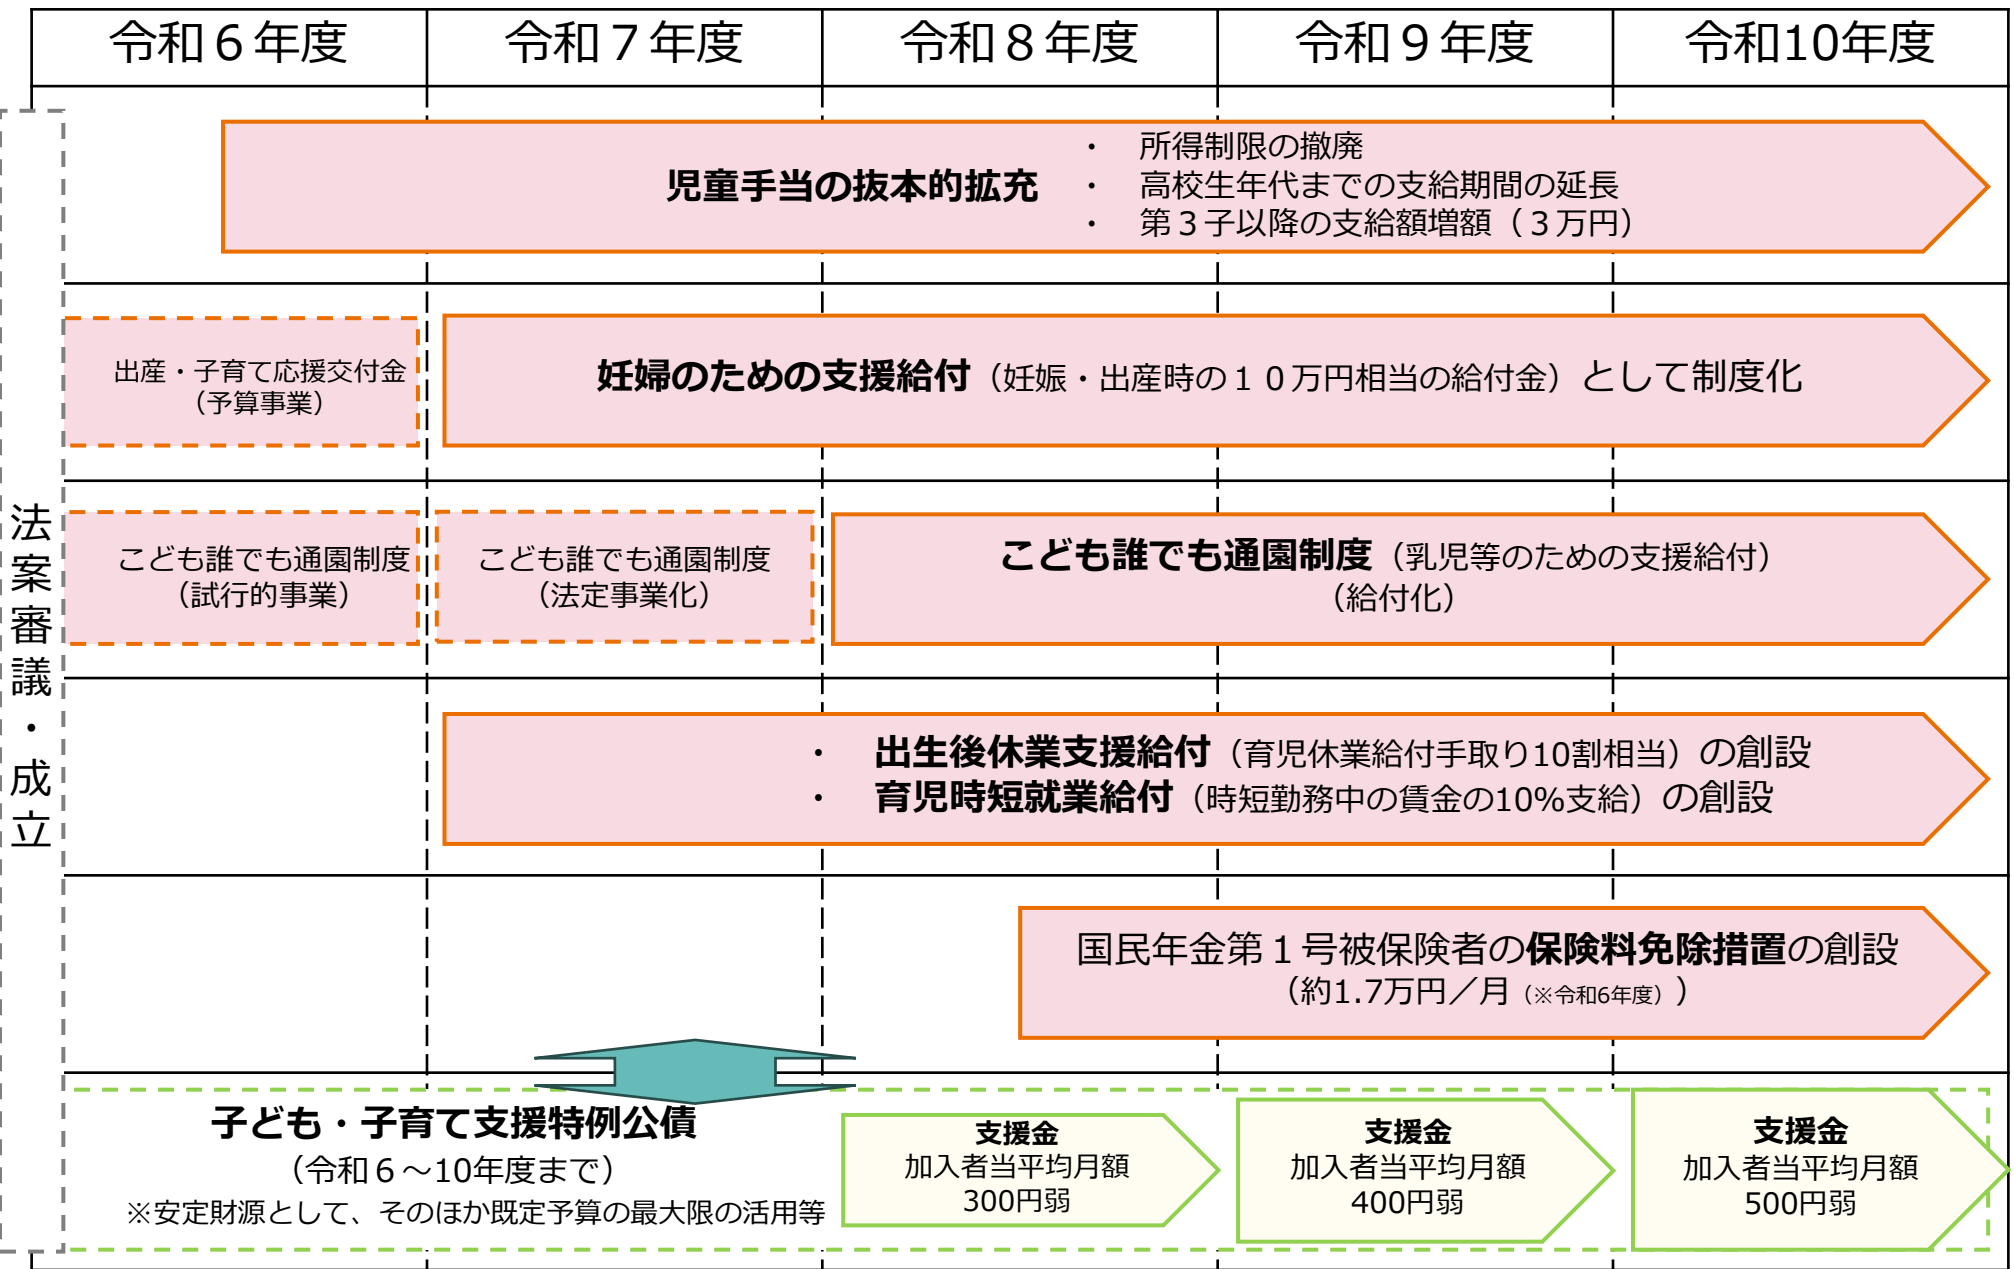 令和６年度
令和７年度
令和８年度
令和９年度
令和10年度
法案審議・成立
児童手当の抜本的拡充
・ 所得制限の撤廃
・ 高校生年代までの支給期間の延長
・ 第３子以降の支給額増額（３万円）
出産・子育て応援交付金
（予算事業）
妊婦のための支援給付（妊娠・出産時の１０万円相当の給付金）として制度化
こども誰でも通園制度
（試行的事業）
こども誰でも通園制度
（法定事業化）
こども誰でも通園制度（乳児等のための支援給付）
（給付化）
・ 出生後休業支援給付（育児休業給付手取り10割相当）の創設
・ 育児時短就業給付（時短勤務中の賃金の10%支給）の創設
国民年金第１号被保険者の保険料免除措置の創設
（約1.7万円／月（※令和6年度））
子ども・子育て支援特例公債
（令和６～10年度まで）
※安定財源として、そのほか既定予算の最大限の活用等
支援金
加入者当平均月額
300円弱
支援金
加入者当平均月額
400円弱
支援金
加入者当平均月額
500円弱